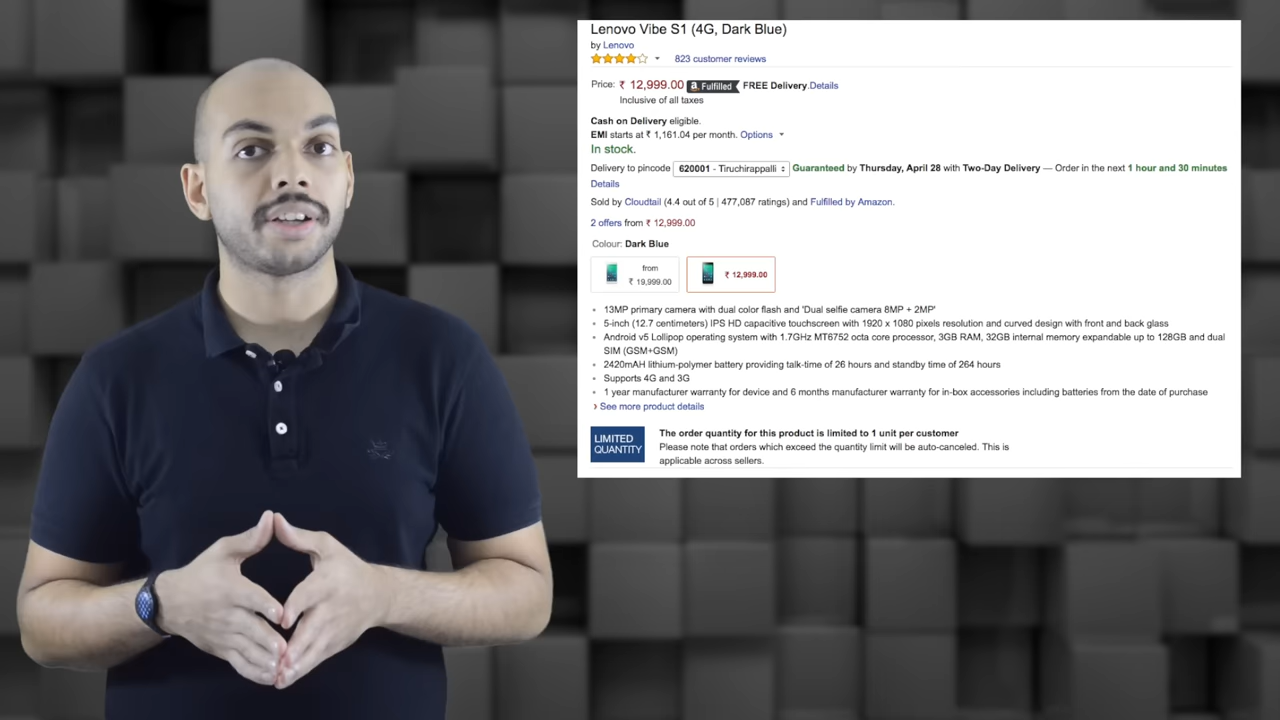 Lenovo Vibe S1 (4G, Dark Blue)
by Lenovo
823 customer reviews
Price: ₹ 12,999.00 a Fulfilled FREE Delivery.Details
Inclusive of all taxes
Cash on Delivery eligible.
EMI starts at ₹ 1,161.04 per month. Options
In stock.
Delivery to pincode 620001 - Tiruchirappalli Guaranteed by Thursday, April 28 with Two-Day Delivery — Order in the next 1 hour and 30 minutes
Details
Sold by Cloudtail (4.4 out of 5 | 477,087 ratings) and Fulfilled by Amazon.
2 offers from ₹ 12,999.00
Colour: Dark Blue
from
₹ 19,999.00
₹ 12,999.00
• 13MP primary camera with dual color flash and 'Dual selfie camera 8MP + 2MP'
• 5-inch (12.7 centimeters) IPS HD capacitive touchscreen with 1920 x 1080 pixels resolution and curved design with front and back glass
• Android v5 Lollipop operating system with 1.7GHz MT6752 octa core processor, 3GB RAM, 32GB internal memory expandable up to 128GB and dual
SIM (GSM+GSM)
• 2420mAH lithium-polymer battery providing talk-time of 26 hours and standby time of 264 hours
• Supports 4G and 3G
• 1 year manufacturer warranty for device and 6 months manufacturer warranty for in-box accessories including batteries from the date of purchase
› See more product details
LIMITED
QUANTITY
The order quantity for this product is limited to 1 unit per customer
Please note that orders which exceed the quantity limit will be auto-canceled. This is
applicable across sellers.